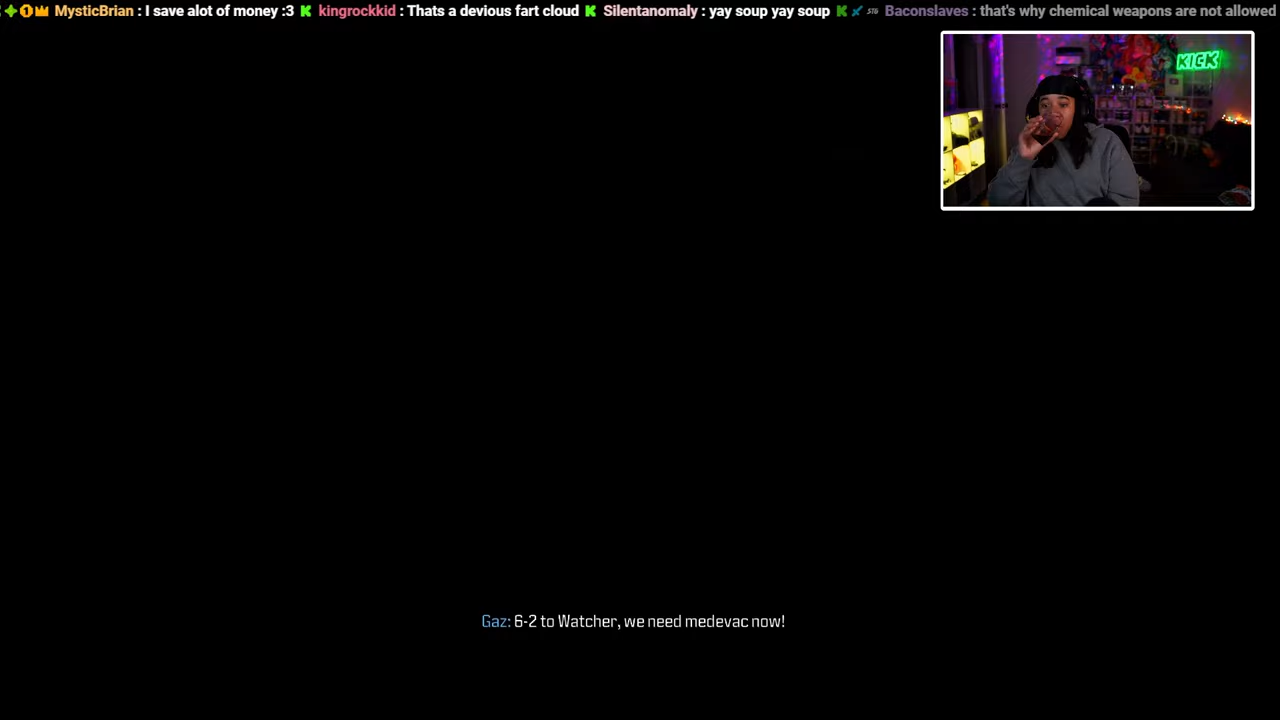 MysticBrian : I save alot of money :3 kingrockkid : Thats a devious fart cloud Silentanomaly : yay soup yay soup STG Baconslaves : that's why chemical weapons are not allowed
KICK
Gaz: 6-2 to Watcher, we need medevac now!